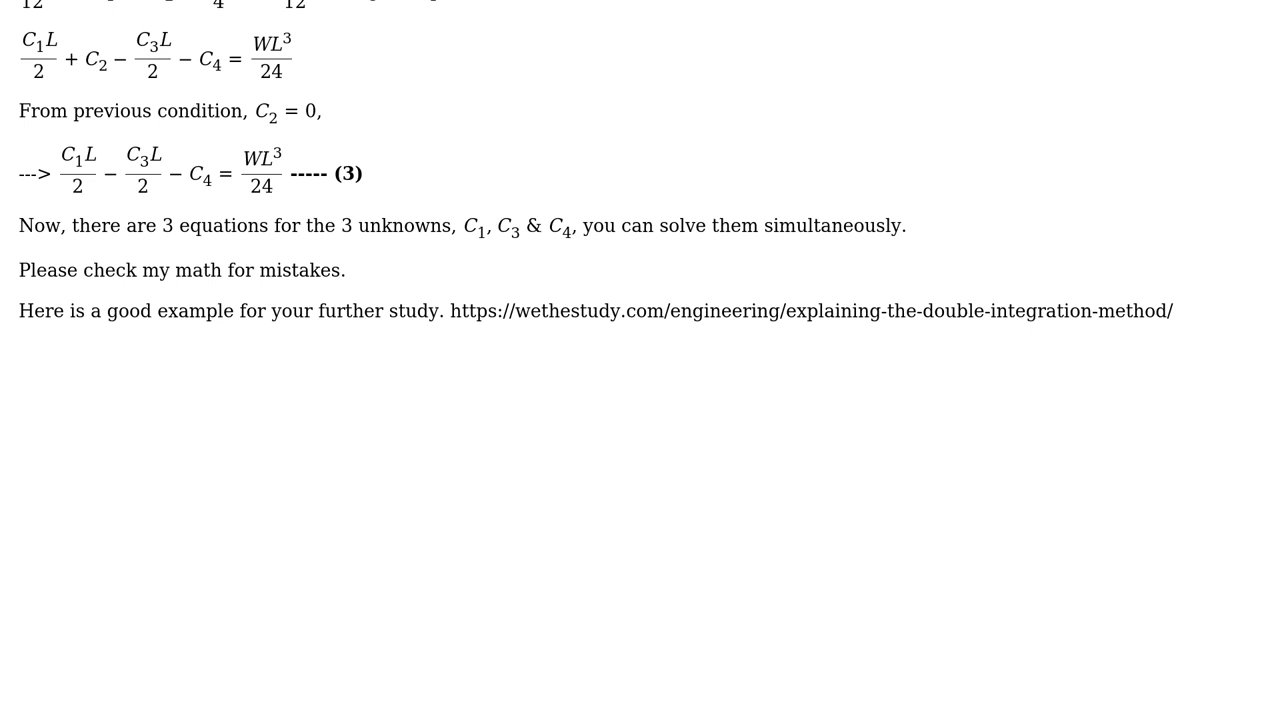 12 4 12
C₁L/2 + C₂ − C₃L/2 − C₄ = WL³/24
From previous condition, C₂ = 0,
---> C₁L/2 − C₃L/2 − C₄ = WL³/24 ----- (3)
Now, there are 3 equations for the 3 unknowns, C₁, C₃ & C₄, you can solve them simultaneously.
Please check my math for mistakes.
Here is a good example for your further study. https://wethestudy.com/engineering/explaining-the-double-integration-method/